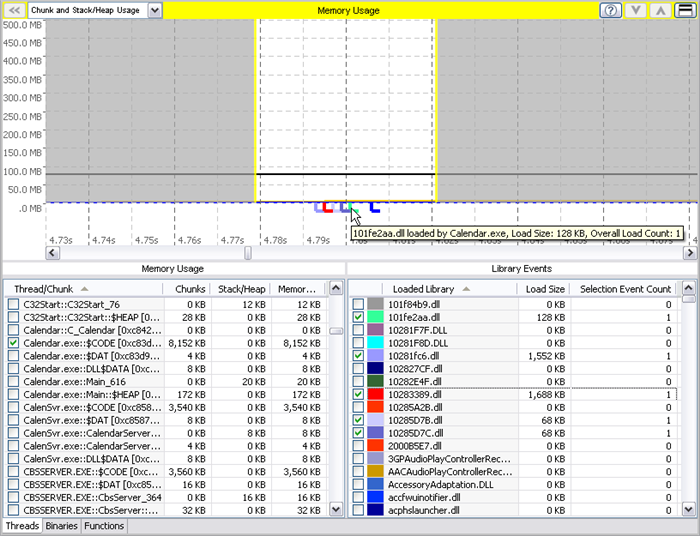 Chunk and Stack/Heap Usage
Memory Usage
500.0 MB
450.0 MB
400.0 MB
350.0 MB
300.0 MB
250.0 MB
200.0 MB
150.0 MB
100.0 MB
50.0 MB
.0 MB
101fe2aa.dll loaded by Calendar.exe, Load Size: 128 KB, Overall Load Count: 1
4.73s 4.74s 4.75s 4.76s 4.77s 4.78s 4.79s 4.80s 4.81s 4.82s 4.83s 4.84s 4.85s 4.86s 4.87s
Memory Usage
Thread/Chunk Chunks Stack/Heap Memor...
C32Start::C32Start_76 0 KB 12 KB 12 KB
C32Start::C32Start::$HEAP [0... 28 KB 0 KB 28 KB
Calendar::C_Calendar [0xc842... 0 KB 0 KB 0 KB
Calendar.exe::$CODE [0xc83d... 8,152 KB 0 KB 8,152 KB
Calendar.exe::$DAT [0xc83d9... 4 KB 0 KB 4 KB
Calendar.exe::DLL$DATA [0xc... 8 KB 0 KB 8 KB
Calendar.exe::Main_616 0 KB 20 KB 20 KB
Calendar.exe::Main::$HEAP [0... 172 KB 0 KB 172 KB
CalenSvr.exe::$CODE [0xc858... 3,540 KB 0 KB 3,540 KB
CalenSvr.exe::$DAT [0xc8587... 8 KB 0 KB 8 KB
CalenSvr.exe::CalendarServer... 0 KB 8 KB 8 KB
CalenSvr.exe::CalendarServer... 4 KB 0 KB 4 KB
CalenSvr.exe::DLL$DATA [0xc... 8 KB 0 KB 8 KB
CBSSERVER.EXE::$CODE [0xc... 3,560 KB 0 KB 3,560 KB
CBSSERVER.EXE::$DAT [0xc85... 16 KB 0 KB 16 KB
CBSSERVER.EXE::CbsServer_364 0 KB 16 KB 16 KB
CBSSERVER.EXE::CbsServer::... 32 KB 0 KB 32 KB
Library Events
Loaded Library Load Size Selection Event Count
101f84b9.dll 0 KB 0
101fe2aa.dll 128 KB 1
10281F7F.DLL 0 KB 0
10281F8D.DLL 0 KB 0
10281fc6.dll 1,552 KB 1
102827CF.dll 0 KB 0
10282E4F.dll 0 KB 0
10283389.dll 1,688 KB 1
10285A2B.dll 0 KB 0
10285D7B.dll 68 KB 1
10285D7C.dll 68 KB 1
2000B5E7.dll 0 KB 0
3GPAudioPlayControllerRec... 0 KB 0
AACAudioPlayControllerRec... 0 KB 0
AccessoryAdaptation.DLL 0 KB 0
accfwuinotifier.dll 0 KB 0
acphslauncher.dll 0 KB 0
Threads Binaries Functions